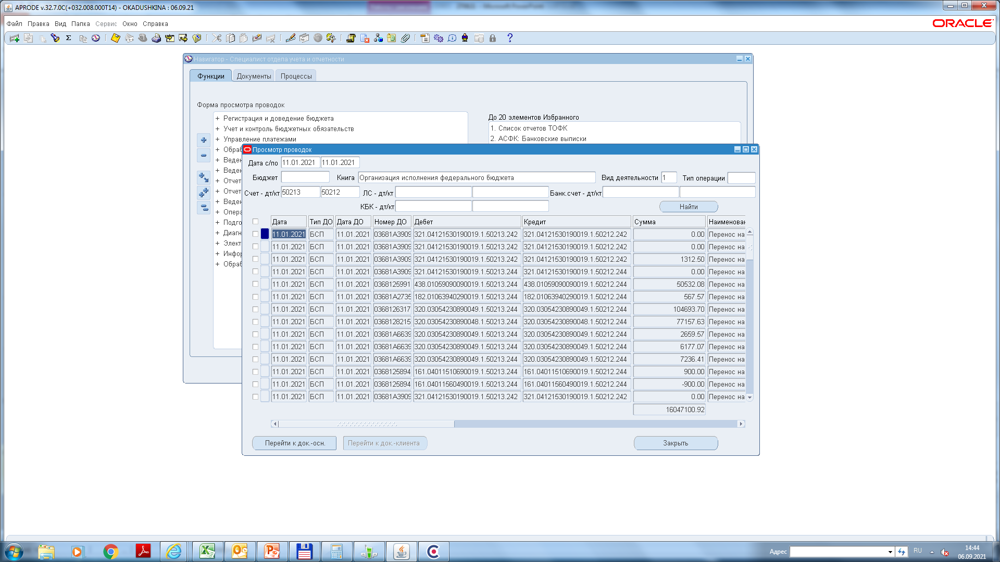 APRODE v.32.7.0C(+032.008.000T14) - OKADUSHKINA : 06.09.21
Файл Правка Вид Папка Сервис Окно Справка
ORACLE
Навигатор - Специалист отдела учета и отчетности
Функции Документы Процессы
Форма просмотра проводок
До 20 элементов Избранного
+ Регистрация и доведение бюджета
+ Учет и контроль бюджетных обязательств
+ Управление платежами
+ Обраб
+ Веден
+ Веден
+ Отчет
+ Отчет
+ Веден
+ Опера
+ Подго
+ Диагн
+ Элект
+ Инфор
+ Обраб
1. Список отчетов ТОФК
2. АСФК: Банковские выписки
Просмотр проводок
Дата с/по 11.01.2021 11.01.2021
Бюджет Книга Организация исполнения федерального бюджета Вид деятельности 1 Тип операции
Счет - дт/кт 50213 50212 ЛС - дт/кт Банк.счет - дт/кт
КБК - дт/кт Найти
Дата Тип ДО Дата ДО Номер ДО Дебет Кредит Сумма Наименован
11.01.2021 БСП 11.01.2021 03681А3909 321.04121530190019.1.50213.242 321.04121530190019.1.50212.242 0.00 Перенос на
11.01.2021 БСП 11.01.2021 03681А3909 321.04121530190019.1.50213.242 321.04121530190019.1.50212.242 0.00 Перенос на
11.01.2021 БСП 11.01.2021 03681А3909 321.04121530190019.1.50213.242 321.04121530190019.1.50212.242 1312.50 Перенос на
11.01.2021 БСП 11.01.2021 03681А3909 321.04121530190019.1.50213.244 321.04121530190019.1.50212.244 0.00 Перенос на
11.01.2021 БСП 11.01.2021 0368125991 438.01059090090019.1.50213.244 438.01059090090019.1.50212.244 50532.08 Перенос на
11.01.2021 БСП 11.01.2021 03681А2735 182.01063940290019.1.50213.244 182.01063940290019.1.50212.244 567.57 Перенос на
11.01.2021 БСП 11.01.2021 0368126317 320.03054230890049.1.50213.244 320.03054230890049.1.50212.244 104693.70 Перенос на
11.01.2021 БСП 11.01.2021 0368128215 320.03054230890048.1.50213.244 320.03054230890048.1.50212.244 77157.63 Перенос на
11.01.2021 БСП 11.01.2021 03681А6639 320.03054230890049.1.50213.244 320.03054230890049.1.50212.244 2659.57 Перенос на
11.01.2021 БСП 11.01.2021 03681А6639 320.03054230890049.1.50213.244 320.03054230890049.1.50212.244 6177.07 Перенос на
11.01.2021 БСП 11.01.2021 03681А6639 320.03054230890049.1.50213.244 320.03054230890049.1.50212.244 7236.41 Перенос на
11.01.2021 БСП 11.01.2021 0368125894 161.04011510690019.1.50213.244 161.04011510690019.1.50212.244 900.00 Перенос на
11.01.2021 БСП 11.01.2021 0368125894 161.04011560490019.1.50213.244 161.04011560490019.1.50212.244 -900.00 Перенос на
11.01.2021 БСП 11.01.2021 03681А3909 321.04121530190019.1.50213.242 321.04121530190019.1.50212.242 0.00 Перенос на
16047100.92
Перейти к док.-осн. Перейти к док.-клиента Закрыть
Адрес RU 14:44
06.09.2021